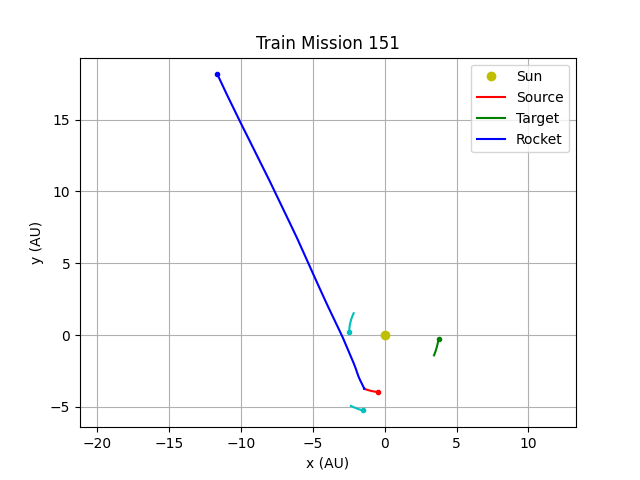 Train Mission 151
Sun
Source
Target
Rocket
y (AU)
15
10
5
0
−5
−20
−15
−10
−5
0
5
10
x (AU)